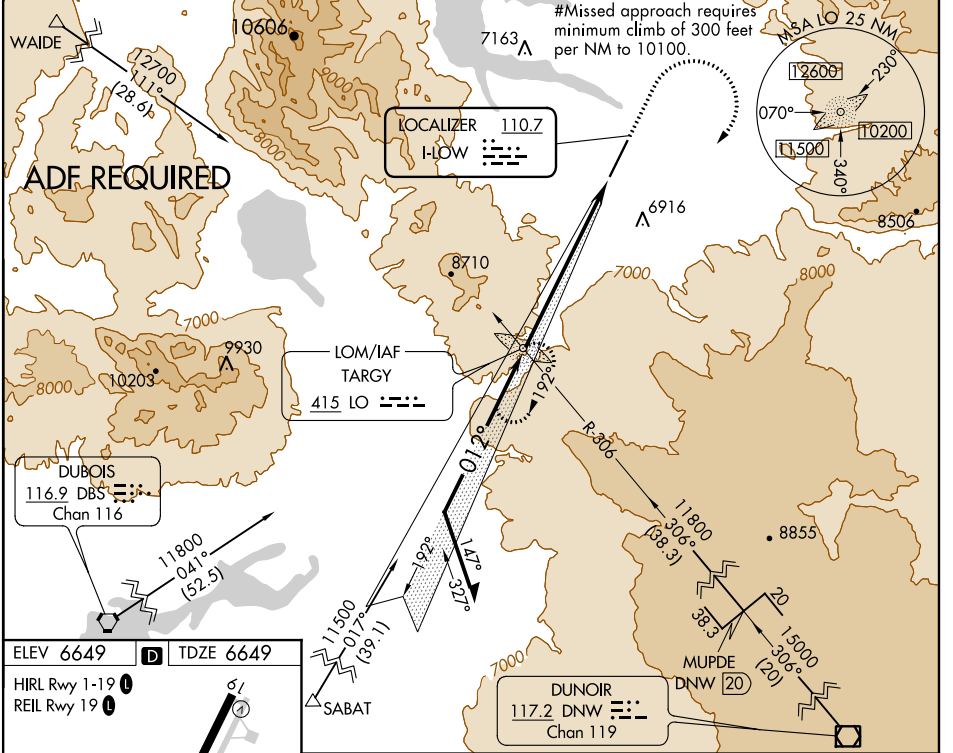 #Missed approach requires
minimum climb of 300 feet
per NM to 10100.
MSA LO 25 NM
12600
230°
070°
10200
11500
340°
WAIDE
12700
111°
(28.6)
10606
9000
8000
7163
LOCALIZER 110.7
I-LOW
ADF REQUIRED
6916
8506
8710
7000
8000
7000
9930
10203
8000
LOM/IAF
TARGY
415 LO
192°
R-306
012°
DUBOIS
116.9 DBS
Chan 116
11800
041°
(52.5)
11800
306°
(38.3)
8855
192°
147°
327°
11500
017°
(39.1)
20
38.3
15000
306°
(20)
MUPDE
DNW 20
7000
SABAT
DUNOIR
117.2 DNW
Chan 119
ELEV 6649 D TDZE 6649
HIRL Rwy 1-19 L
REIL Rwy 19 L
19